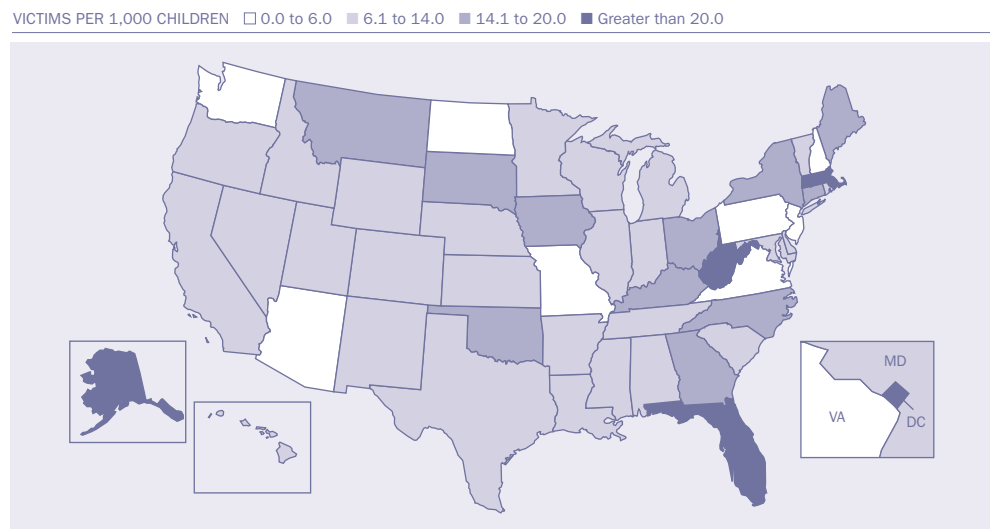 VICTIMS PER 1,000 CHILDREN 0.0 to 6.0 6.1 to 14.0 14.1 to 20.0 Greater than 20.0
MD
VA
DC